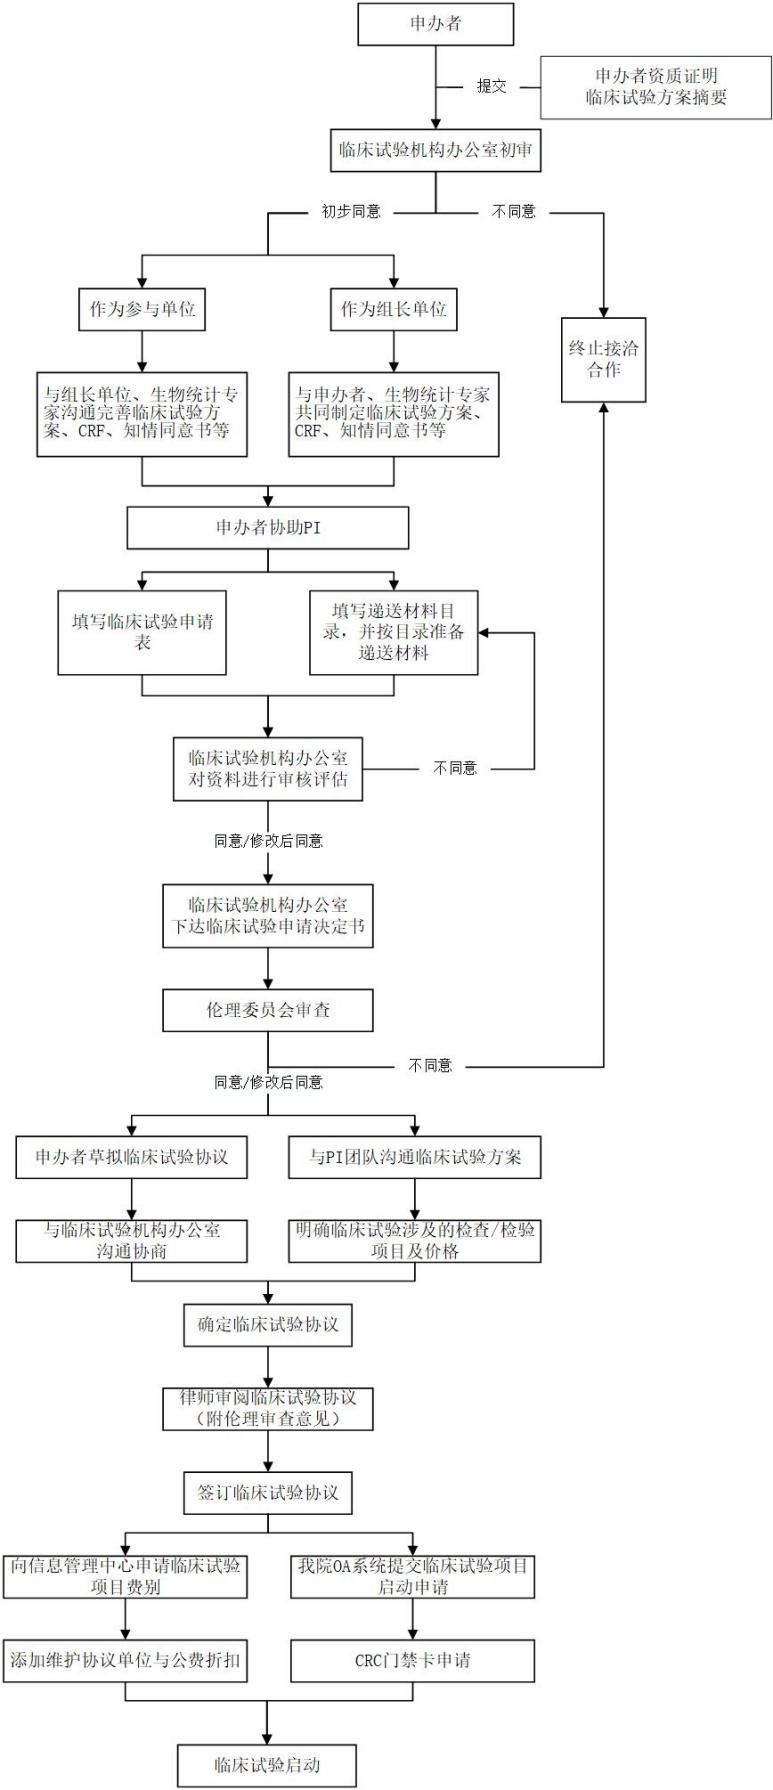 申办者
提交
申办者资质证明
临床试验方案摘要
临床试验机构办公室初审
初步同意
不同意
作为参与单位
作为组长单位
终止接洽
合作
与组长单位、生物统计专
家沟通完善临床试验方
案、CRF、知情同意书等
与申办者、生物统计专家
共同制定临床试验方案、
CRF、知情同意书等
申办者协助PI
填写临床试验申请
表
填写递送材料目
录，并按目录准备
递送材料
临床试验机构办公室
对资料进行审核评估
不同意
同意/修改后同意
临床试验机构办公室
下达临床试验申请决定书
伦理委员会审查
不同意
同意/修改后同意
申办者草拟临床试验协议
与PI团队沟通临床试验方案
与临床试验机构办公室
沟通协商
明确临床试验涉及的检查/检验
项目及价格
确定临床试验协议
律师审阅临床试验协议
（附伦理审查意见）
签订临床试验协议
向信息管理中心申请临床试验
项目费别
我院OA系统提交临床试验项目
启动申请
添加维护协议单位与公费折扣
CRC门禁卡申请
临床试验启动